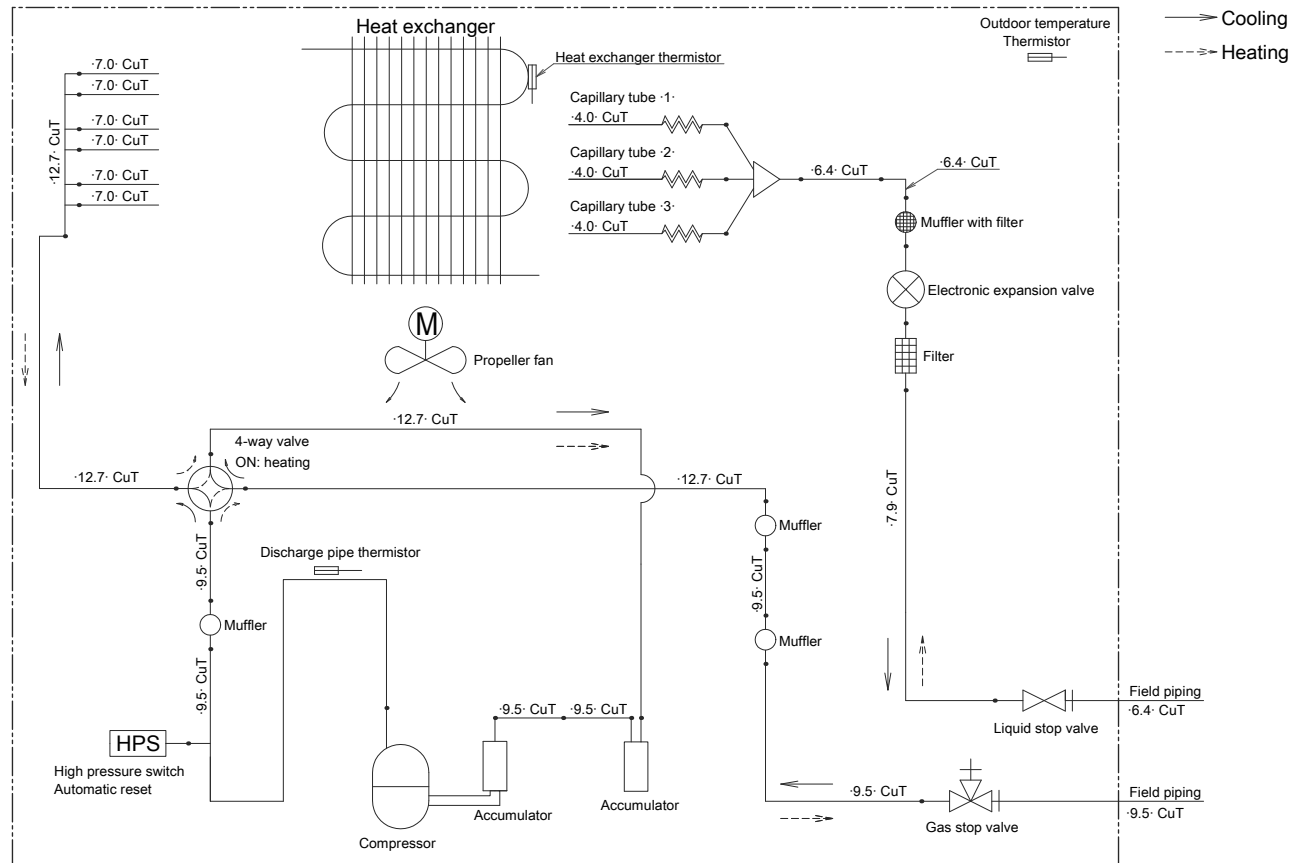 Heat exchanger
Outdoor temperature
Thermistor
Cooling
Heating
Heat exchanger thermistor
·7.0· CuT
·7.0· CuT
·7.0· CuT
·7.0· CuT
·7.0· CuT
·7.0· CuT
·12.7· CuT
Capillary tube ·1·
·4.0· CuT
Capillary tube ·2·
·4.0· CuT
Capillary tube ·3·
·4.0· CuT
·6.4· CuT
·6.4· CuT
Muffler with filter
Electronic expansion valve
Filter
M
Propeller fan
·12.7· CuT
4-way valve
ON: heating
·12.7· CuT
·12.7· CuT
·7.9· CuT
Muffler
·9.5· CuT
Discharge pipe thermistor
·9.5· CuT
Muffler
Muffler
·9.5· CuT
HPS
High pressure switch
Automatic reset
Compressor
·9.5· CuT
·9.5· CuT
Accumulator
Accumulator
Field piping
·6.4· CuT
Liquid stop valve
·9.5· CuT
Gas stop valve
Field piping
·9.5· CuT